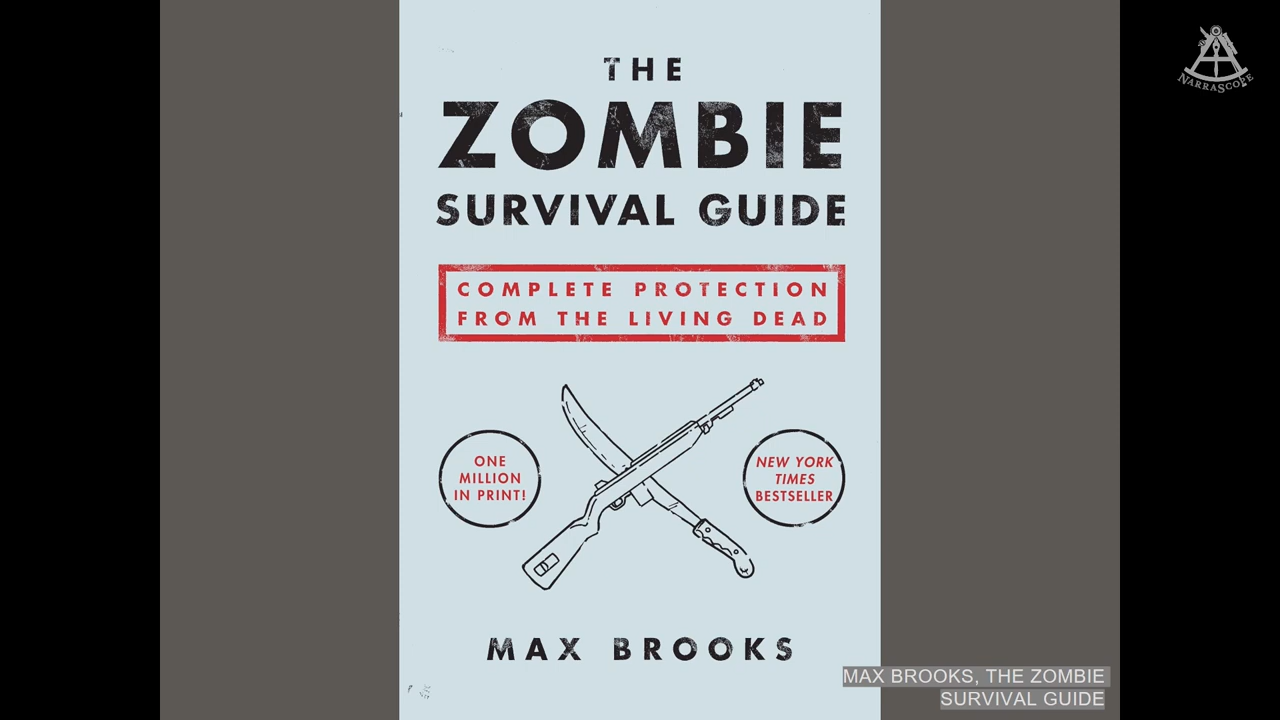 THE
ZOMBIE
SURVIVAL GUIDE
COMPLETE PROTECTION
FROM THE LIVING DEAD
ONE
MILLION
IN PRINT!
NEW YORK
TIMES
BESTSELLER
MAX BROOKS
MAX BROOKS, THE ZOMBIE
SURVIVAL GUIDE
NARRASCOPE